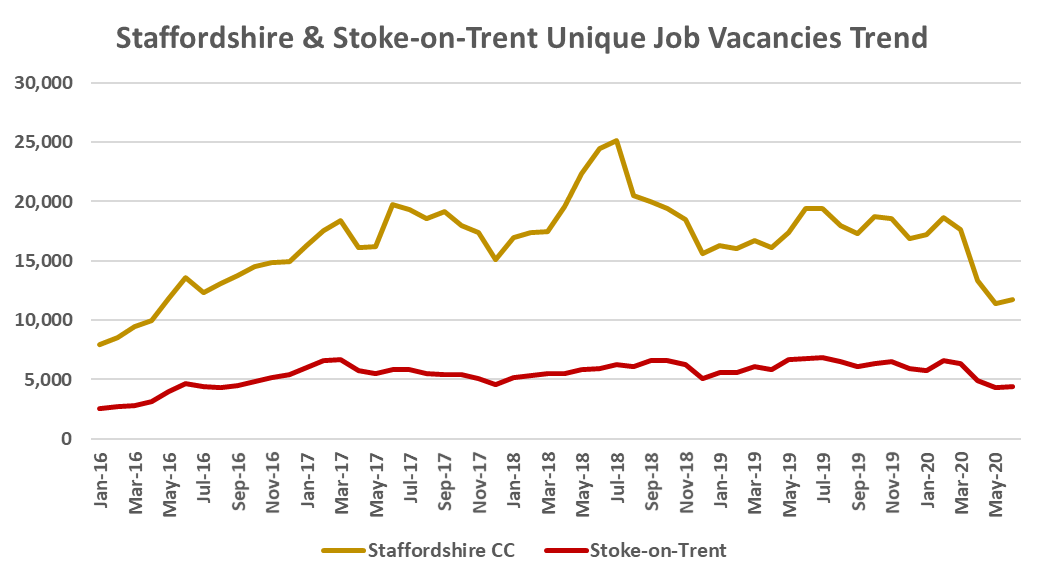 Staffordshire & Stoke-on-Trent Unique Job Vacancies Trend
30,000
25,000
20,000
15,000
10,000
5,000
0
Jan-16
Mar-16
May-16
Jul-16
Sep-16
Nov-16
Jan-17
Mar-17
May-17
Jul-17
Sep-17
Nov-17
Jan-18
Mar-18
May-18
Jul-18
Sep-18
Nov-18
Jan-19
Mar-19
May-19
Jul-19
Sep-19
Nov-19
Jan-20
Mar-20
May-20
Staffordshire CC
Stoke-on-Trent